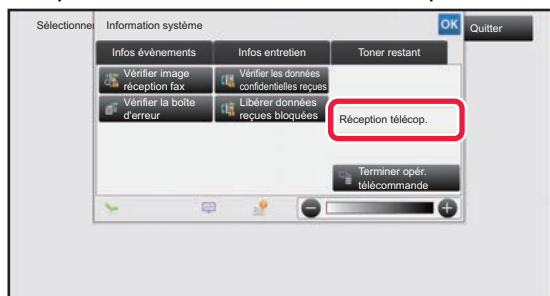 Sélectionne
Information système
OK
Quitter
Infos évènements
Infos entretien
Toner restant
Vérifier image
réception fax
Vérifier les données
confidentielles reçues
Vérifier la boîte
d'erreur
Libérer données
reçues bloquées
Réception télécop.
Terminer opér.
télécommande